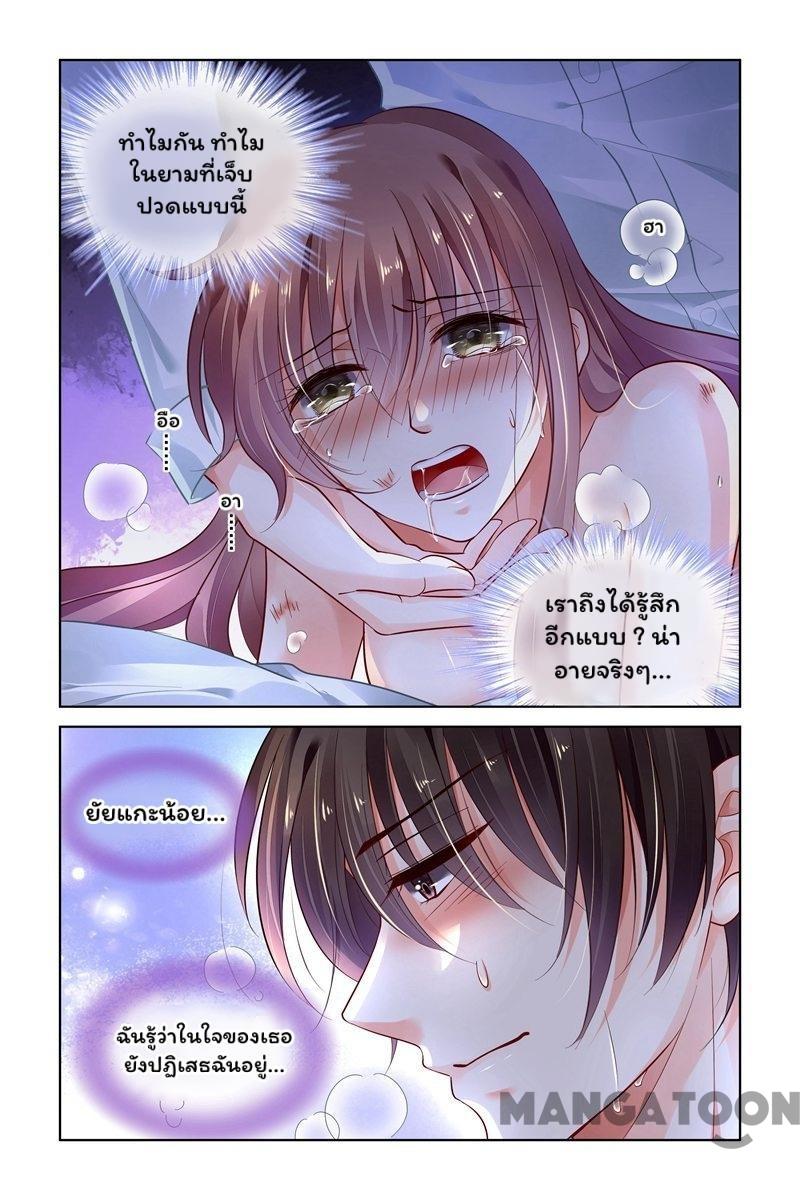 ทำไมกัน ทำไม
ในยามที่เจ็บ
ปวดแบบนี้
ฮา
อือ
อา
เราถึงได้รู้สึก
อีกแบบ ? น่า
อายจริงๆ...
ยัยแกะน้อย...
ฉันรู้ว่าในใจของเธอ
ยังปฏิเสธฉันอยู่...
MANGATOON